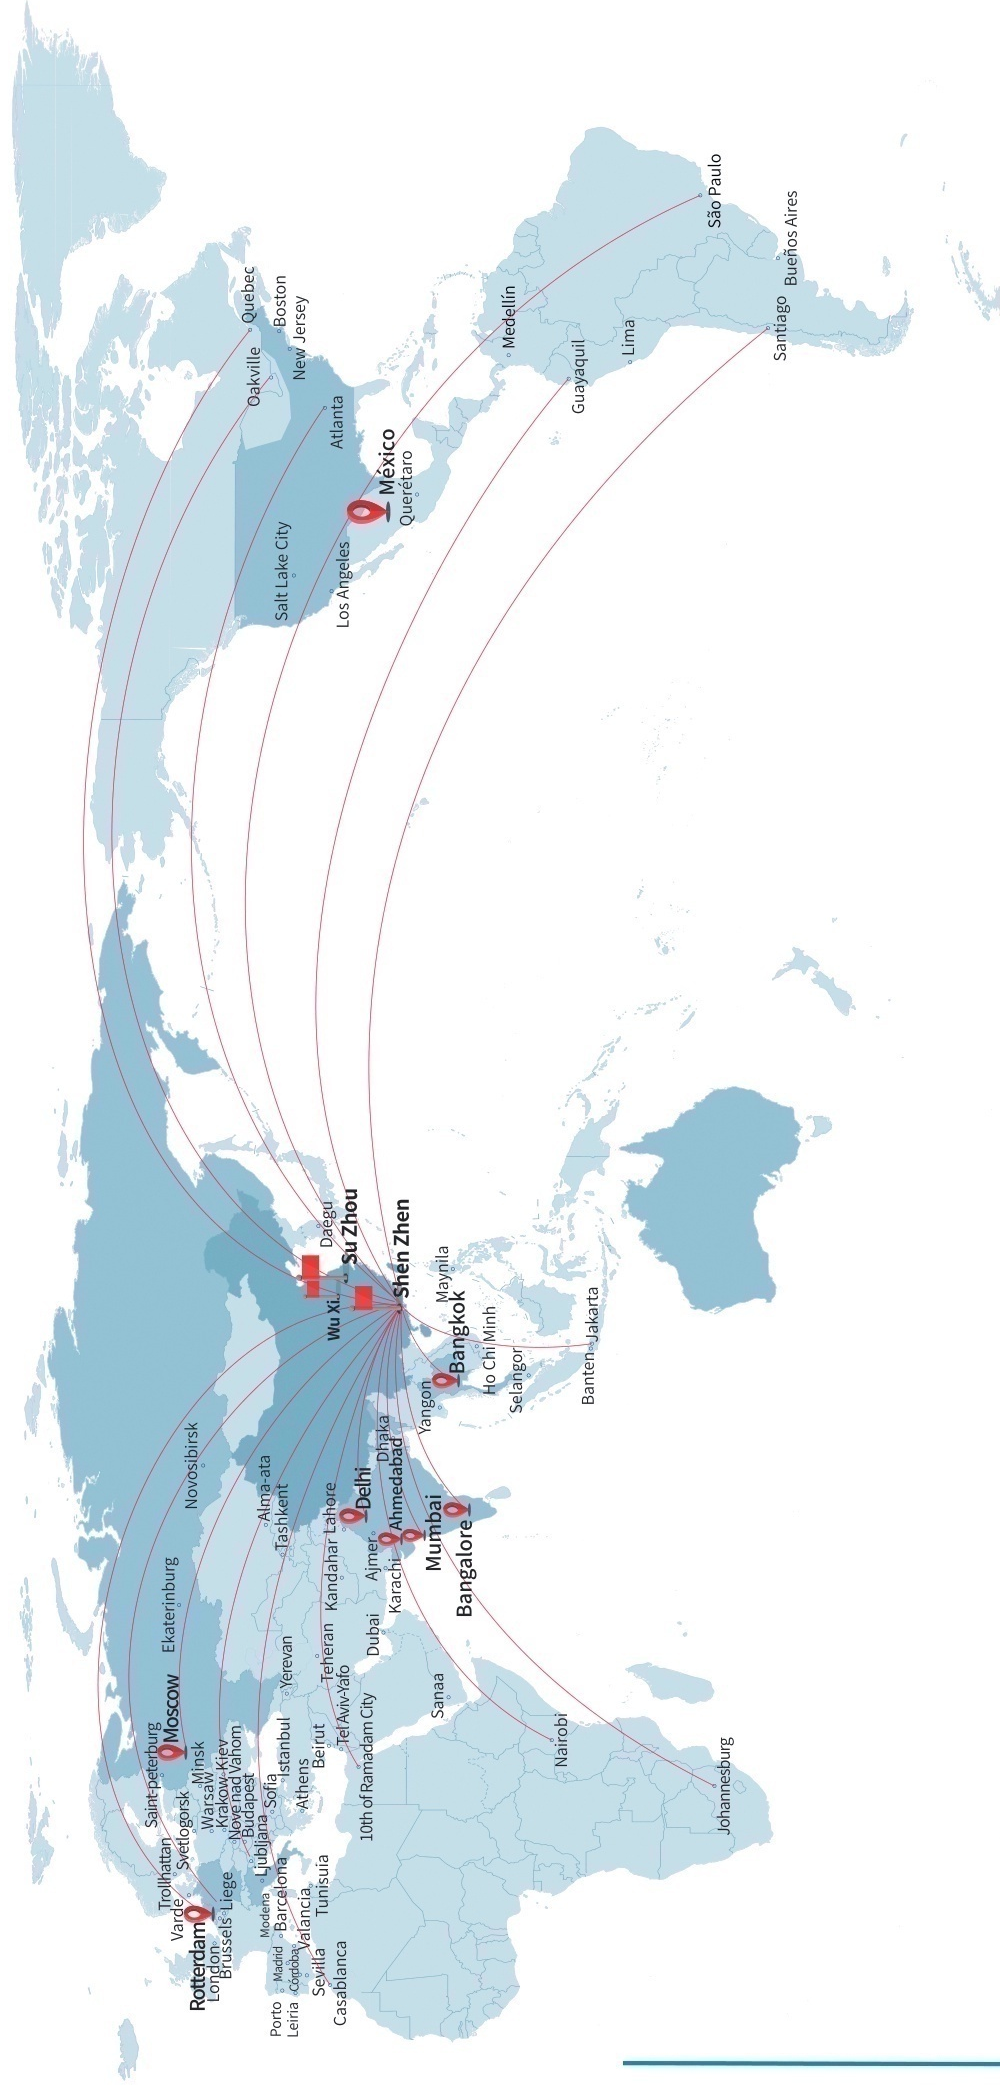 Quebec
Boston
New Jersey
Oakville
Atlanta
Salt Lake City
Los Angeles
México
Querétaro
Medellín
Guayaquil
Lima
São Paulo
Bueños Aires
Santiago
Daegu
Su Zhou
Wu Xi
Shen Zhen
Maynila
Bangkok
Ho Chi Minh
Selangor
Jakarta
Banten
Yangon
Dhaka
Novosibirsk
Alma-ata
Tashkent
Delhi
Lahore
Kandahar
Ahmedabad
Ajmer
Karachi
Mumbai
Bangalore
Dubai
Ekaterinburg
Moscow
Saint-peterburg
Minsk
Svetlogorsk
Warsaw
Krakow-Kiev
Nove nad Vahom
Budapest
Ljubljana
Sofia
Istanbul
Athens
Yerevan
Teheran
Beirut
Tel Aviv-Yafo
10th of Ramadam City
Sanaa
Nairobi
Johannesburg
Trollhattan
Varde
Rotterdam
London
Liege
Brussels
Modena
Barcelona
Madrid
Valancia
Córdoba
Sevilla
Tunisuia
Porto
Leiria
Casablanca